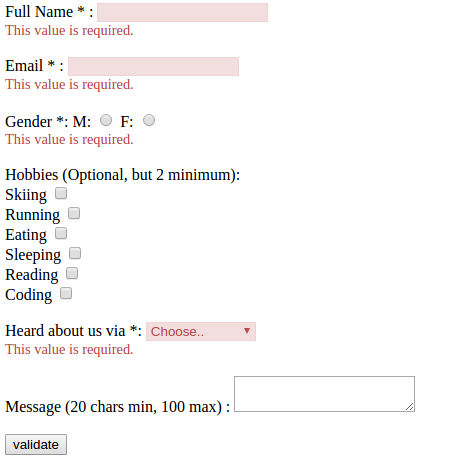 Full Name * :
This value is required.
Email * :
This value is required.
Gender *: M: F:
This value is required.
Hobbies (Optional, but 2 minimum):
Skiing
Running
Eating
Sleeping
Reading
Coding
Heard about us via *: Choose..
This value is required.
Message (20 chars min, 100 max) :
validate